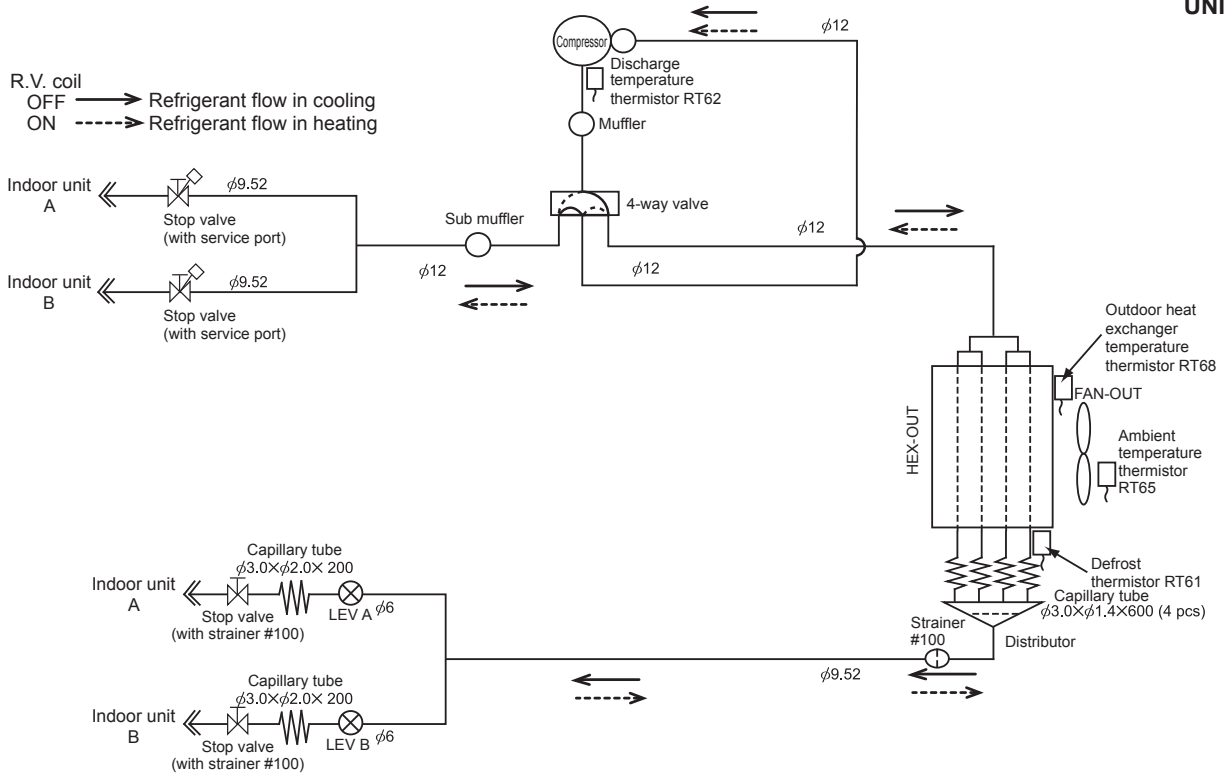 UNI
Compressor
φ12
Discharge
temperature
thermistor RT62
R.V. coil
OFF Refrigerant flow in cooling
ON Refrigerant flow in heating
Muffler
Indoor unit
A
φ9.52
Stop valve
(with service port)
4-way valve
Sub muffler
φ12
φ12
φ12
Indoor unit
B
φ9.52
Stop valve
(with service port)
Outdoor heat
exchanger
temperature
thermistor RT68
FAN-OUT
HEX-OUT
Ambient
temperature
thermistor
RT65
Defrost
thermistor RT61
Capillary tube
φ3.0×φ1.4×600 (4 pcs)
Strainer
#100
Distributor
φ9.52
Capillary tube
φ3.0×φ2.0× 200
Indoor unit
A
LEV A
φ6
Stop valve
(with strainer #100)
Capillary tube
φ3.0×φ2.0× 200
Indoor unit
B
LEV B
φ6
Stop valve
(with strainer #100)